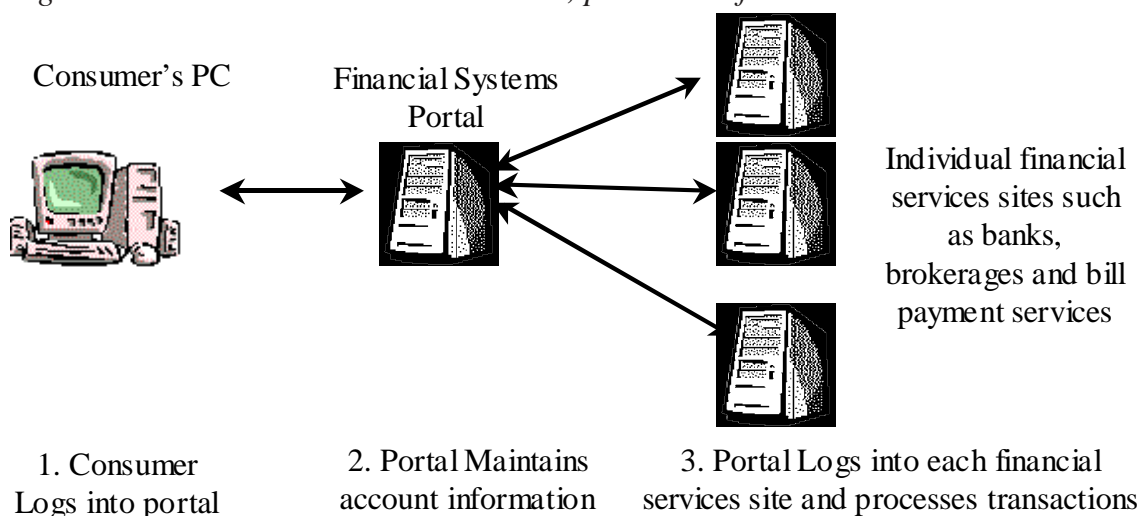 Consumer's PC
Financial Systems
Portal
Individual financial
services sites such
as banks,
brokerages and bill
payment services
1. Consumer
Logs into portal
2. Portal Maintains
account information
3. Portal Logs into each financial
services site and processes transactions